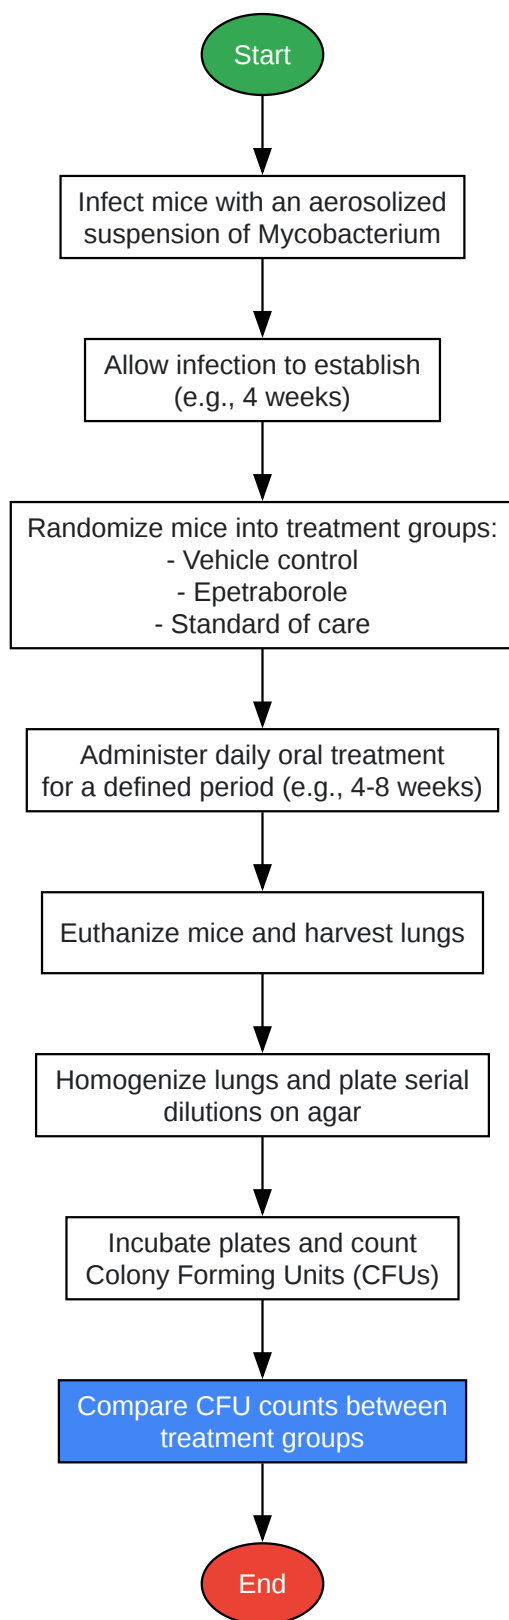 Start
Infect mice with an aerosolized
suspension of Mycobacterium
Allow infection to establish
(e.g., 4 weeks)
Randomize mice into treatment groups:
- Vehicle control
- Epetraborole
- Standard of care
Administer daily oral treatment
for a defined period (e.g., 4-8 weeks)
Euthanize mice and harvest lungs
Homogenize lungs and plate serial
dilutions on agar
Incubate plates and count
Colony Forming Units (CFUs)
Compare CFU counts between
treatment groups
End